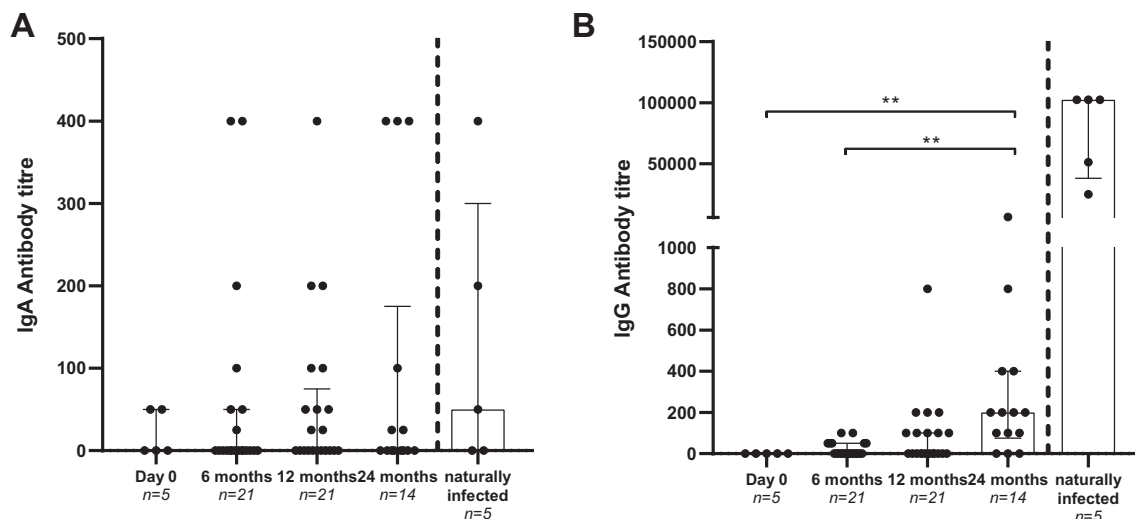 A
IgA Antibody titre
500
400
300
200
100
0
Day 0
n=5
6 months
n=21
12 months
n=21
24 months
n=14
naturally
infected
n=5
B
IgG Antibody titre
150000
100000
50000
1000
800
600
400
200
0
**
**
Day 0
n=5
6 months
n=21
12 months
n=21
24 months
n=14
naturally
infected
n=5